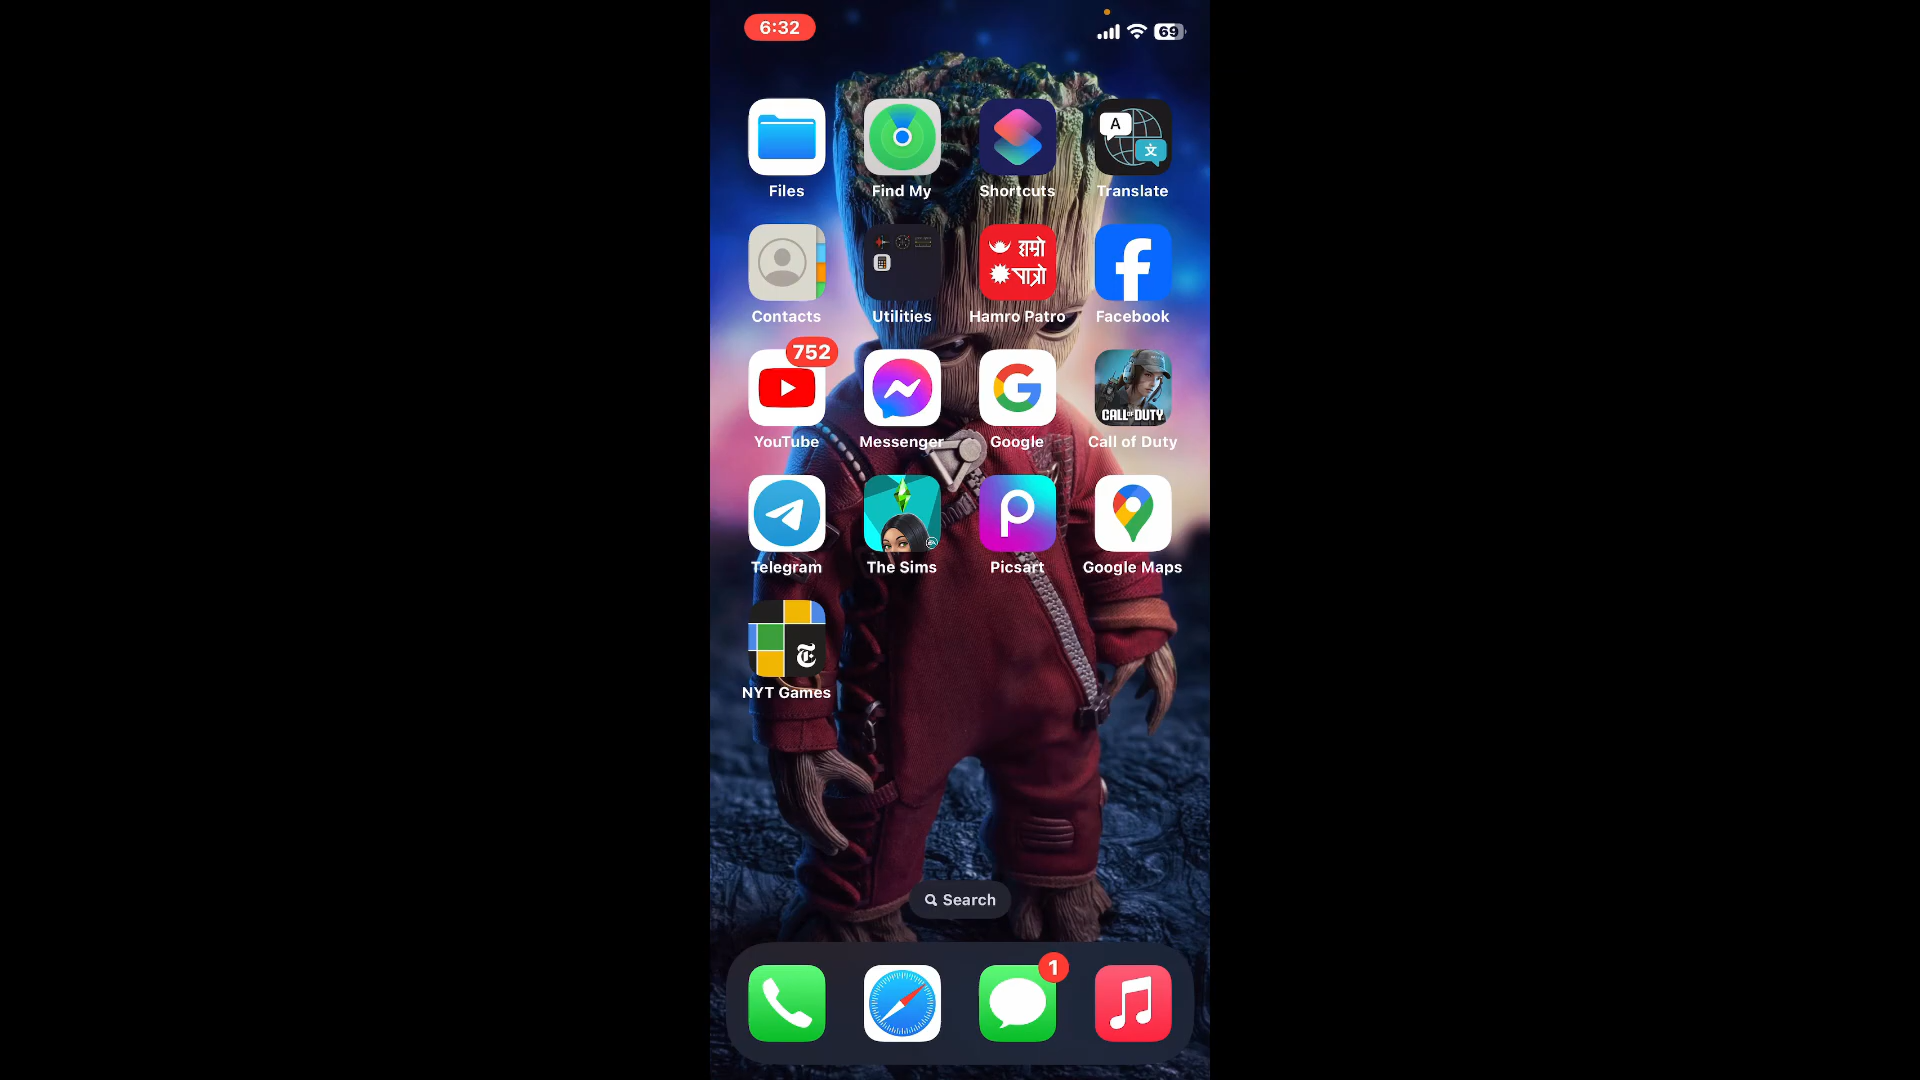 6:32
69
A
文
Files
Find My
Shortcuts
Translate
हाम्रो
पात्रो
Contacts
Utilities
Hamro Patro
Facebook
752
CALL OF DUTY
YouTube
Messenger
Google
Call of Duty
EA
Telegram
The Sims
Picsart
Google Maps
T
NYT Games
Search
1